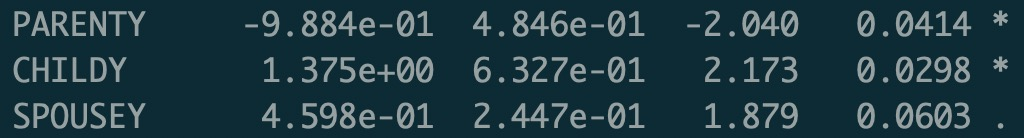 PARENTY -9.884e-01 4.846e-01 -2.040 0.0414 *
CHILDY 1.375e+00 6.327e-01 2.173 0.0298 *
SPOUSEY 4.598e-01 2.447e-01 1.879 0.0603 .